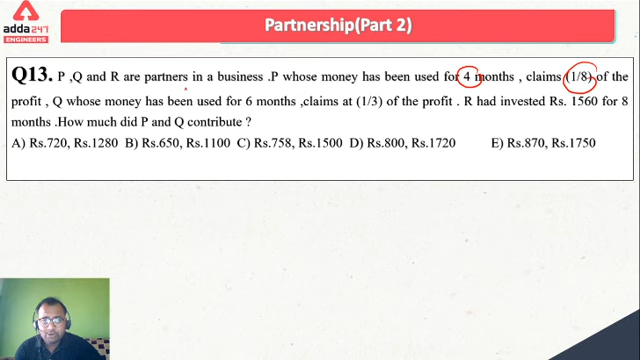 adda247
ENGINEERS
Partnership(Part 2)
Q13. P ,Q and R are partners in a business .P whose money has been used for 4 months , claims (1/8) of the
profit , Q whose money has been used for 6 months ,claims at (1/3) of the profit . R had invested Rs. 1560 for 8
months .How much did P and Q contribute ?
A) Rs.720, Rs.1280 B) Rs.650, Rs.1100 C) Rs.758, Rs.1500 D) Rs.800, Rs.1720 E) Rs.870, Rs.1750